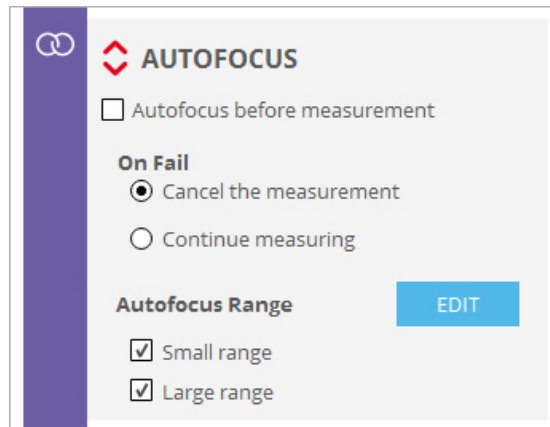 AUTOFOCUS
Autofocus before measurement
On Fail
Cancel the measurement
Continue measuring
Autofocus Range EDIT
Small range
Large range